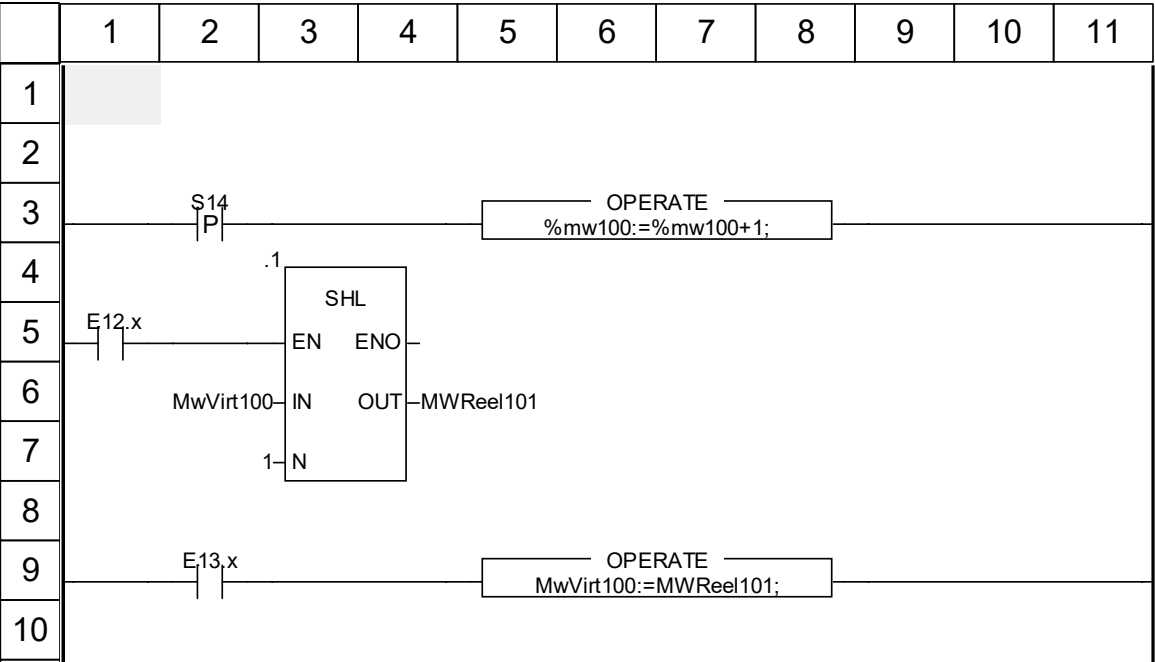 1 2 3 4 5 6 7 8 9 10 11
1
2
3
S14
P
OPERATE
%mw100:=%mw100+1;
4
.1
SHL
5
E12.x
EN ENO
6
MwVirt100 IN OUT MWReel101
7
1 N
8
9
E13.x
OPERATE
MwVirt100:=MWReel101;
10